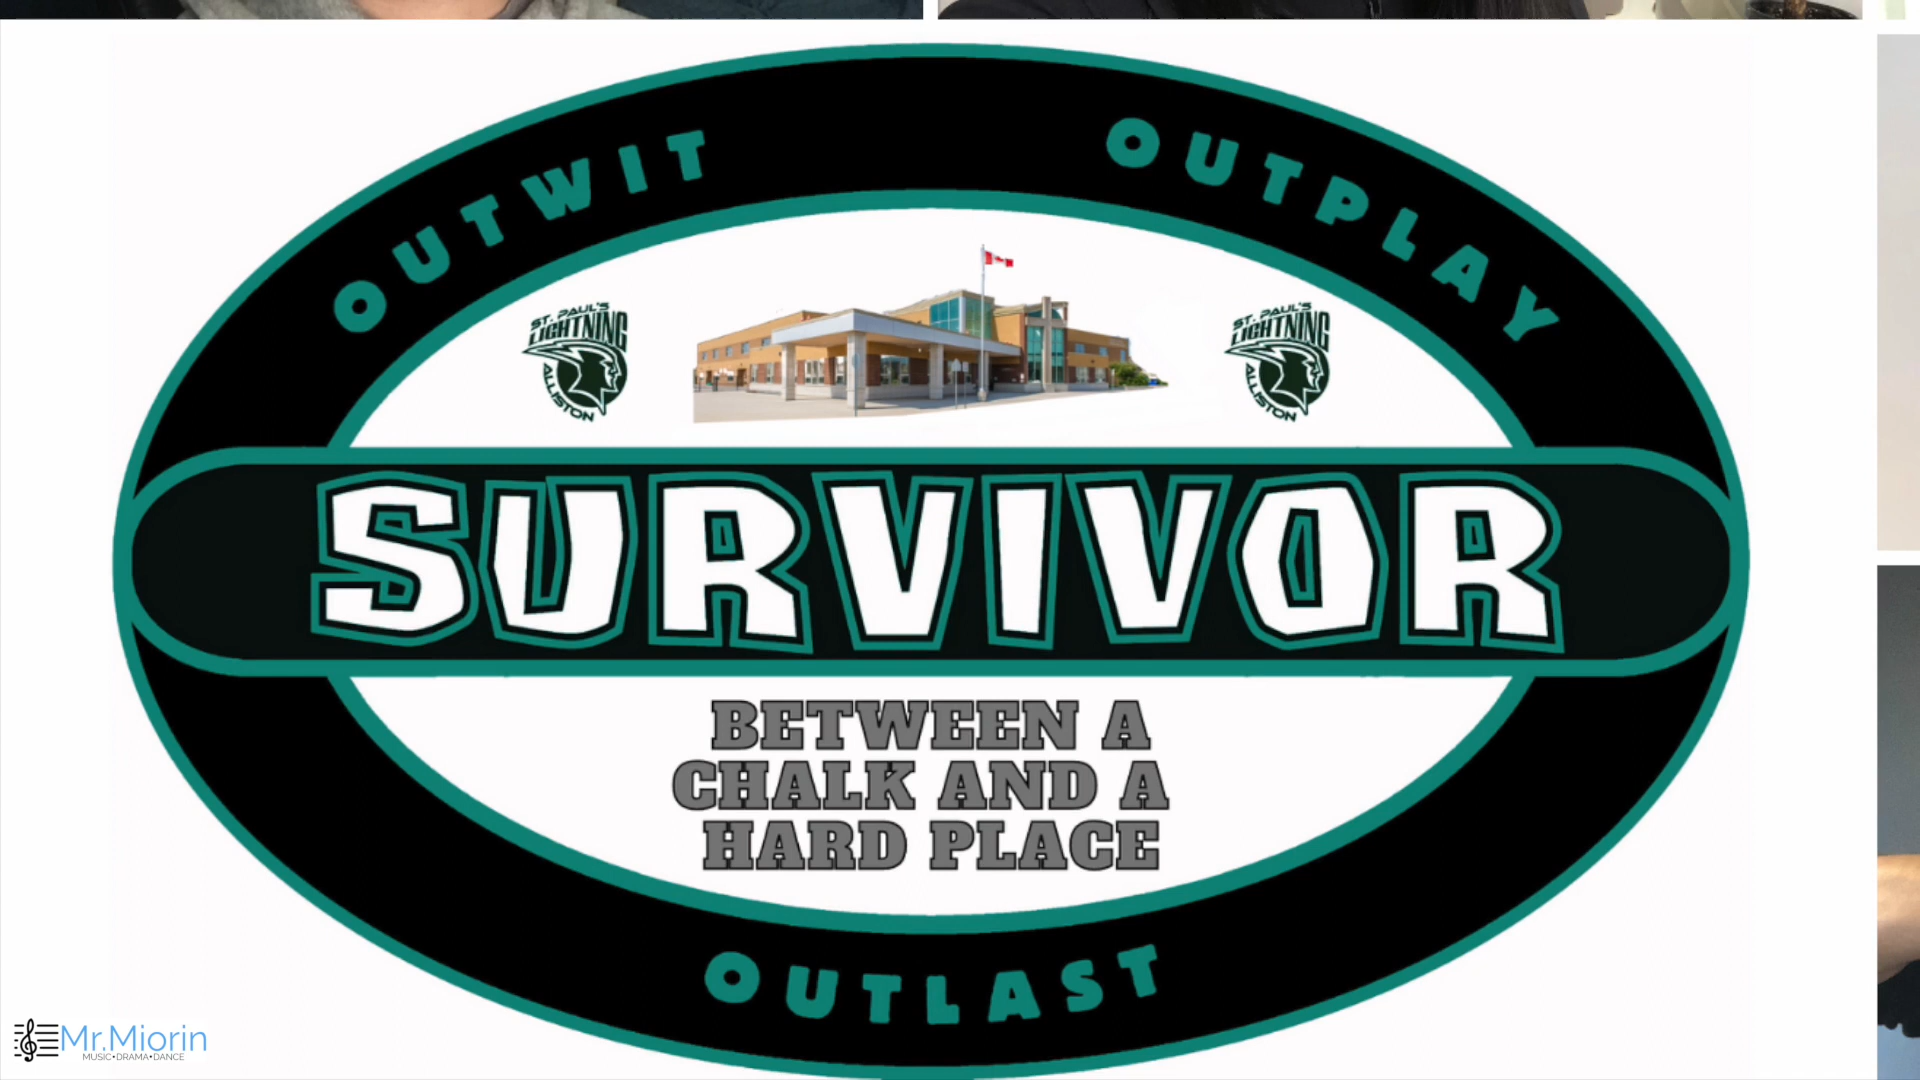 OUTWIT
OUTPLAY
ST. PAUL'S
LIGHTNING
ALLISTON
ST. PAUL'S
LIGHTNING
ALLISTON
SURVIVOR
BETWEEN A
CHALK AND A
HARD PLACE
OUTLAST
Mr.Miorin
MUSIC•DRAMA•DANCE